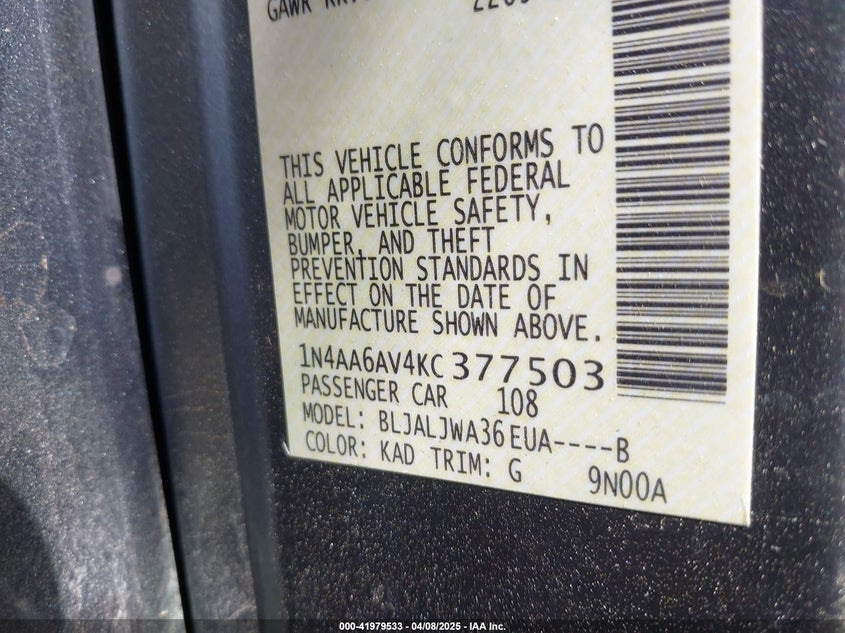 GAWR
THIS VEHICLE CONFORMS TO
ALL APPLICABLE FEDERAL
MOTOR VEHICLE SAFETY,
BUMPER, AND THEFT
PREVENTION STANDARDS IN
EFFECT ON THE DATE OF
MANUFACTURE SHOWN ABOVE.
1N4AA6AV4KC377503
PASSENGER CAR 108
MODEL: BLJALJWA36EUA----B
COLOR: KAD TRIM: G 9N00A
000-41979533 - 04/08/2025 - IAA Inc.